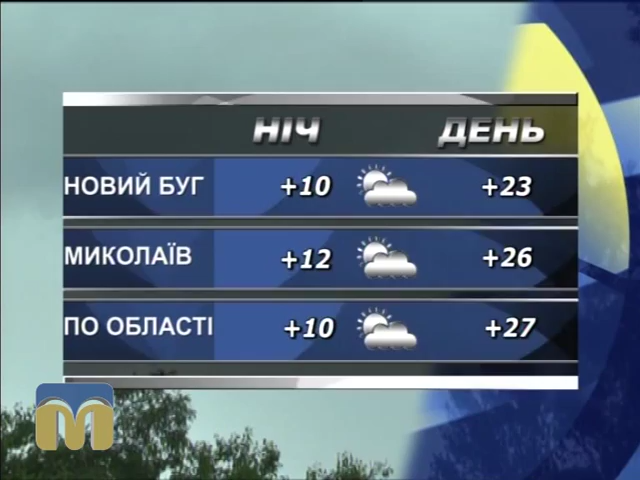 НІЧ ДЕНЬ
НОВИЙ БУГ +10 +23
МИКОЛАЇВ +12 +26
ПО ОБЛАСТІ +10 +27
М